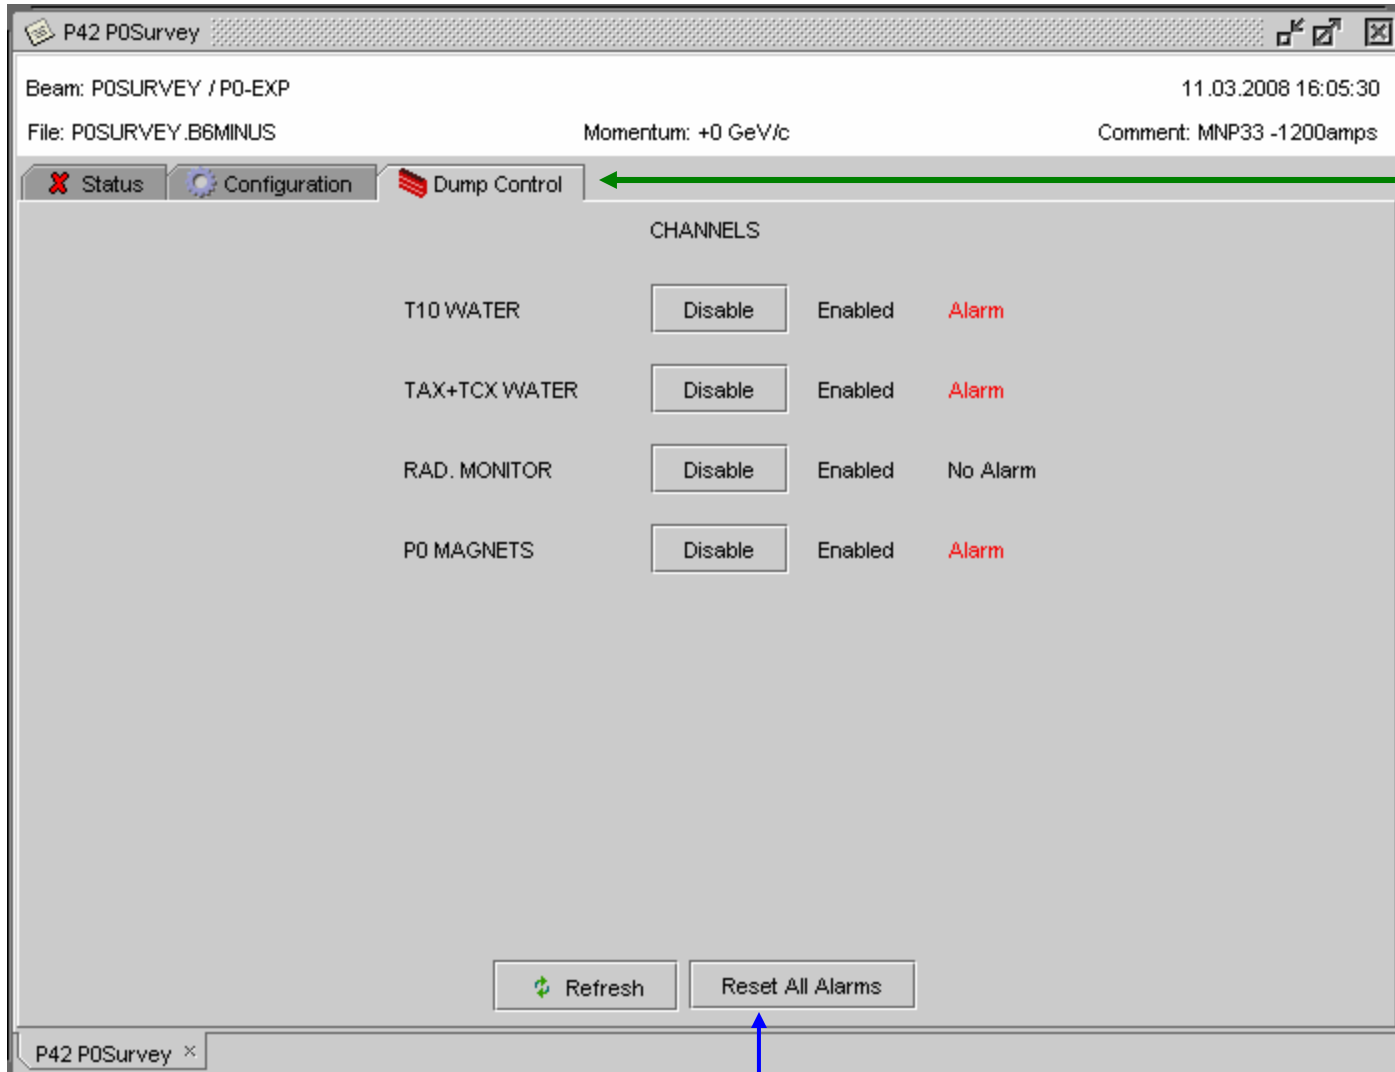 P42 P0Survey
Beam: P0SURVEY / P0-EXP 11.03.2008 16:05:30
File: P0SURVEY.B6MINUS Momentum: +0 GeV/c Comment: MNP33 -1200amps
Status Configuration Dump Control
CHANNELS
T10 WATER Disable Enabled Alarm
TAX+TCX WATER Disable Enabled Alarm
RAD. MONITOR Disable Enabled No Alarm
P0 MAGNETS Disable Enabled Alarm
Refresh Reset All Alarms
P42 P0Survey ×